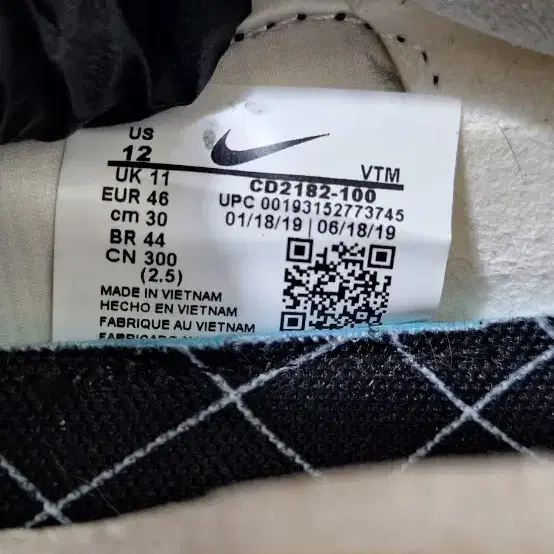 US
12
UK 11
EUR 46
cm 30
BR 44
CN 300
(2.5)
MADE IN VIETNAM
HECHO EN VIETNAM
FABRIQUE AU VIETNAM
VTM
CD2182-100
UPC 00193152773745
01/18/19 | 06/18/19